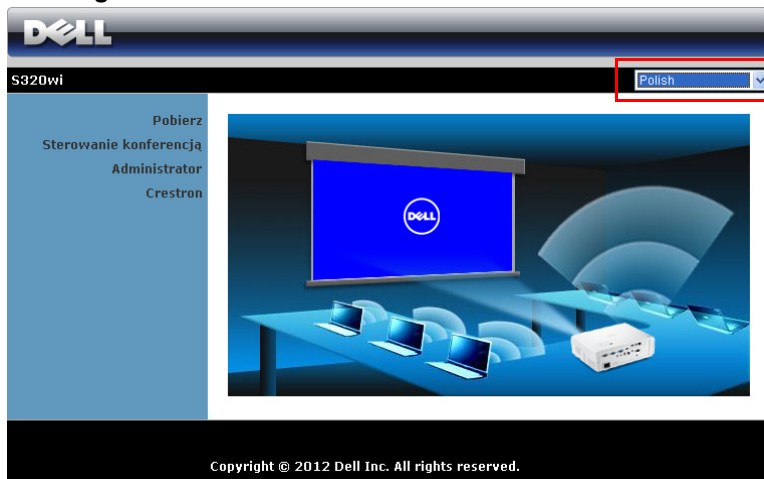 DELL
S320wi
Polish
Pobierz
Sterowanie konferencją
Administrator
Crestron
DELL
Copyright © 2012 Dell Inc. All rights reserved.